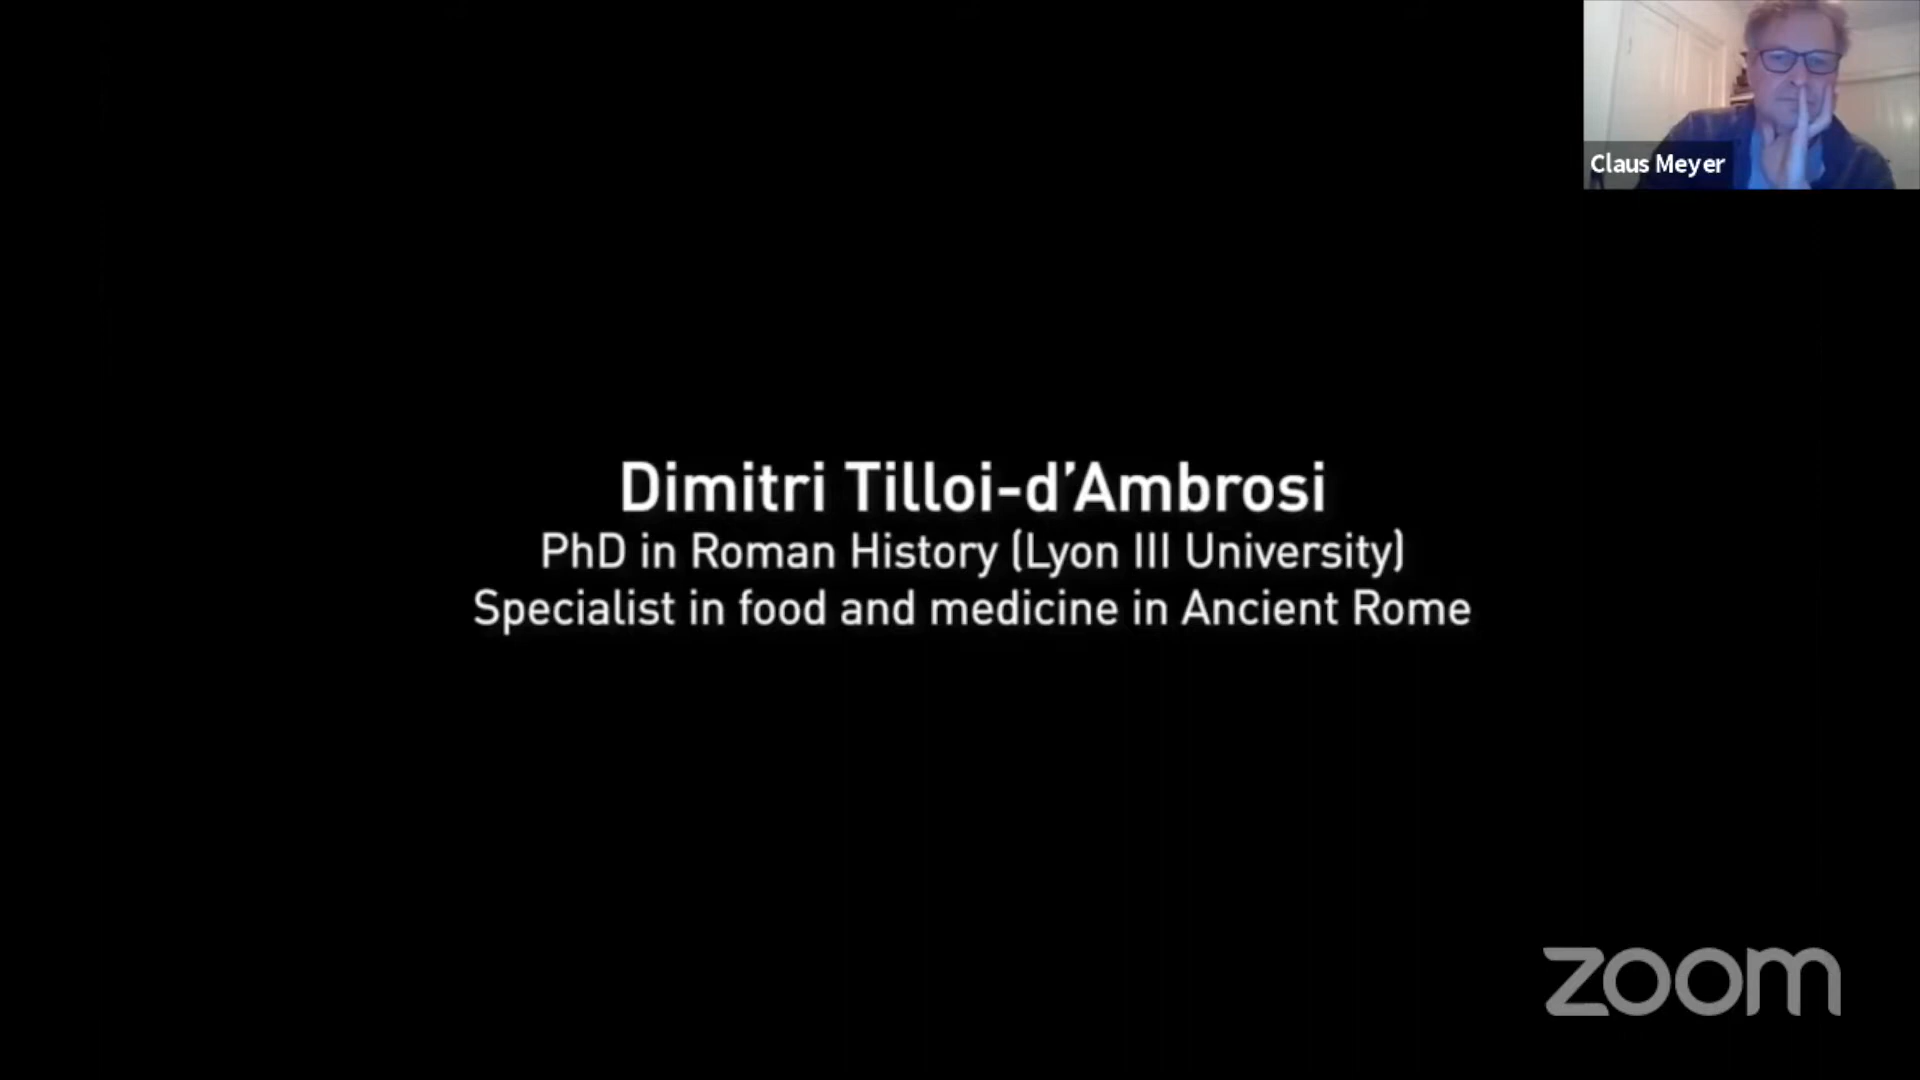 Claus Meyer
Dimitri Tilloi-d’Ambrosi
PhD in Roman History (Lyon III University)
Specialist in food and medicine in Ancient Rome
zoom